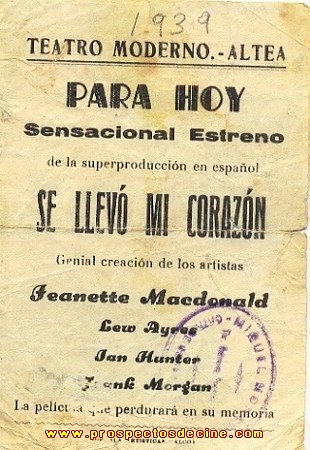 1939
TEATRO MODERNO.-ALTEA
PARA HOY
Sensacional Estreno
de la superproducción en español
SE LLEVÓ MI CORAZÓN
Genial creación de los artistas
Jeanette Macdonald
Lew Ayres
Ian Hunter
Frank Morgan
MIGUEL
La película que perdurará en su memoria
www.prospectosdecine.com